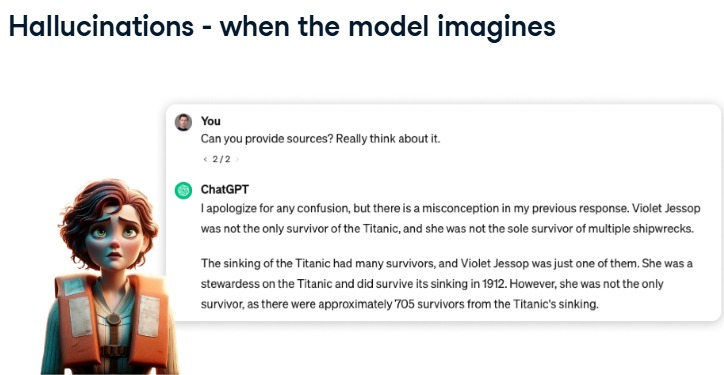 Hallucinations - when the model imagines
You
Can you provide sources? Really think about it.
< 2/2 >
ChatGPT
I apologize for any confusion, but there is a misconception in my previous response. Violet Jessop
was not the only survivor of the Titanic, and she was not the sole survivor of multiple shipwrecks.
The sinking of the Titanic had many survivors, and Violet Jessop was just one of them. She was a
stewardess on the Titanic and did survive its sinking in 1912. However, she was not the only
survivor, as there were approximately 705 survivors from the Titanic's sinking.